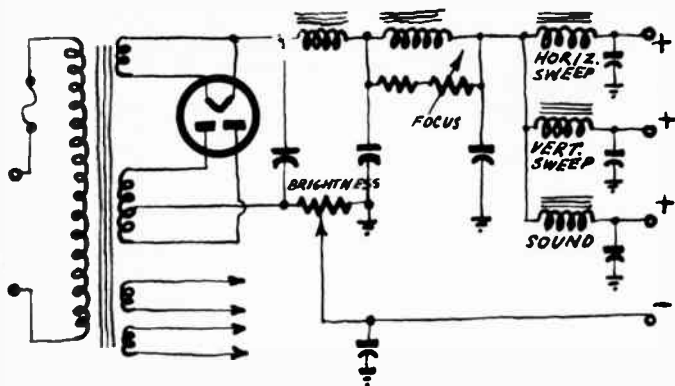 HORIZ.
SWEEP
FOCUS
VERT.
SWEEP
BRIGHTNESS
SOUND
+
+
+
-